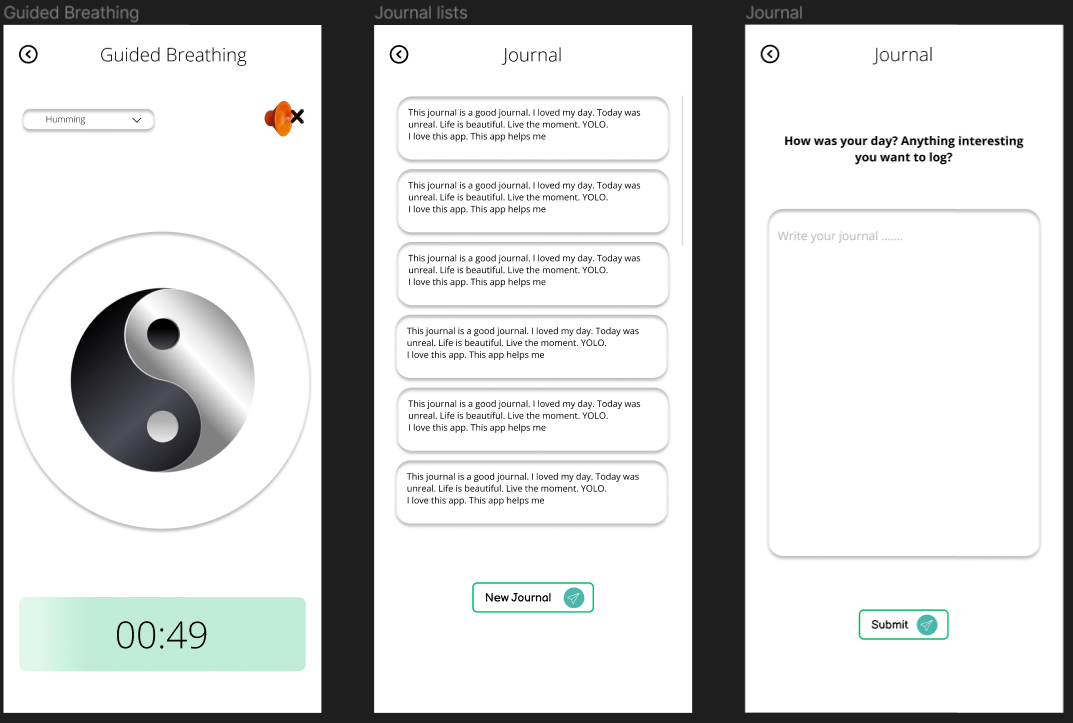 Guided Breathing
Guided Breathing
Humming
00:49
Journal lists
Journal
This journal is a good journal. I loved my day. Today was
unreal. Life is beautiful. Live the moment. YOLO.
I love this app. This app helps me
This journal is a good journal. I loved my day. Today was
unreal. Life is beautiful. Live the moment. YOLO.
I love this app. This app helps me
This journal is a good journal. I loved my day. Today was
unreal. Life is beautiful. Live the moment. YOLO.
I love this app. This app helps me
This journal is a good journal. I loved my day. Today was
unreal. Life is beautiful. Live the moment. YOLO.
I love this app. This app helps me
This journal is a good journal. I loved my day. Today was
unreal. Life is beautiful. Live the moment. YOLO.
I love this app. This app helps me
This journal is a good journal. I loved my day. Today was
unreal. Life is beautiful. Live the moment. YOLO.
I love this app. This app helps me
New Journal
Journal
Journal
How was your day? Anything interesting
you want to log?
Write your journal .......
Submit